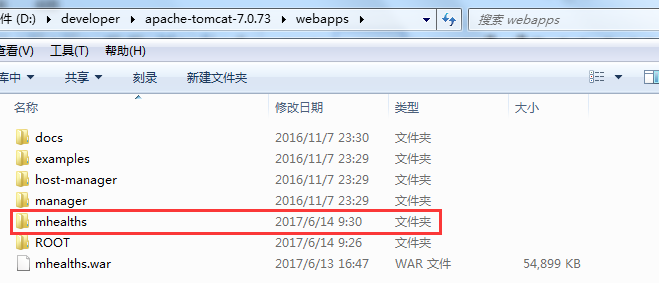 件 (D:) ▸ developer ▸ apache-tomcat-7.0.73 ▸ webapps ▸ 搜索 webapps
查看(V) 工具(T) 帮助(H)
库中 共享 刻录 新建文件夹
名称 修改日期 类型 大小
docs 2016/11/7 23:30 文件夹
examples 2016/11/7 23:29 文件夹
host-manager 2016/11/7 23:29 文件夹
manager 2016/11/7 23:29 文件夹
mhealths 2017/6/14 9:30 文件夹
ROOT 2017/6/14 9:26 文件夹
mhealths.war 2017/6/13 16:47 WAR 文件 54,899 KB